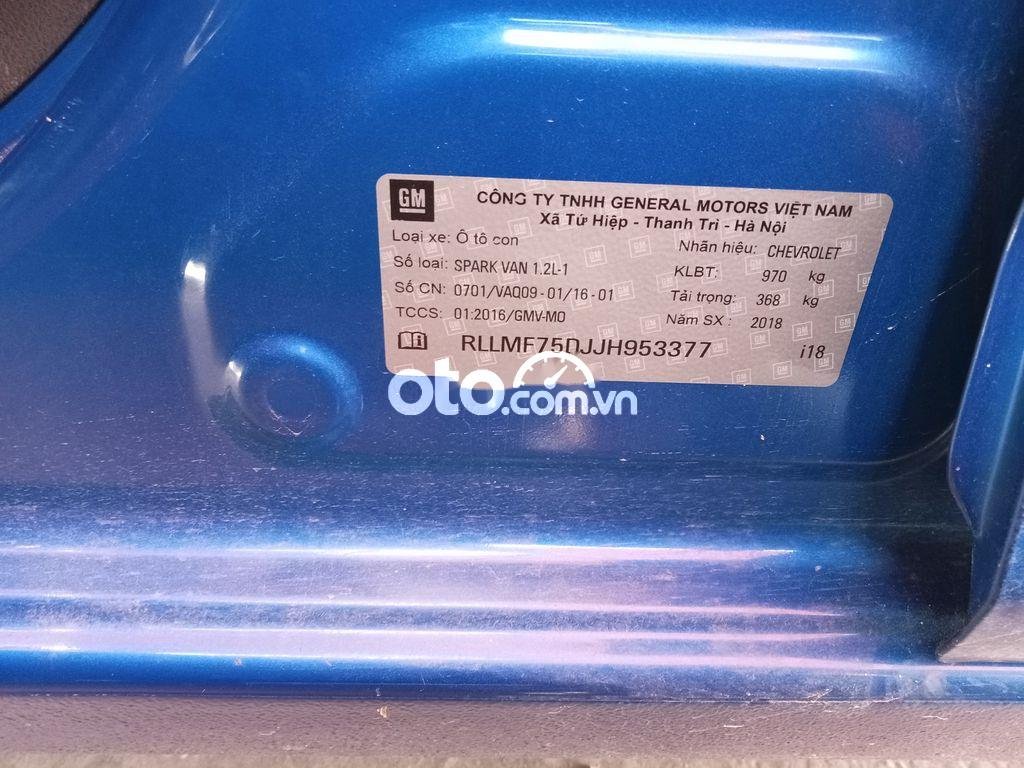 GM
CÔNG TY TNHH GENERAL MOTORS VIỆT NAM
Xã Tứ Hiệp - Thanh Trì - Hà Nội
Loại xe: Ô tô con
Nhãn hiệu: CHEVROLET
Số loại: SPARK VAN 1.2L-1
KLBT: 970 kg
Số CN: 0701/VAQ09-01/16-01
Tải trọng: 368 kg
TCCS: 01:2016/GMV-MO
Năm SX : 2018
RLLMF75DJJH953377
i18
oto.com.vn